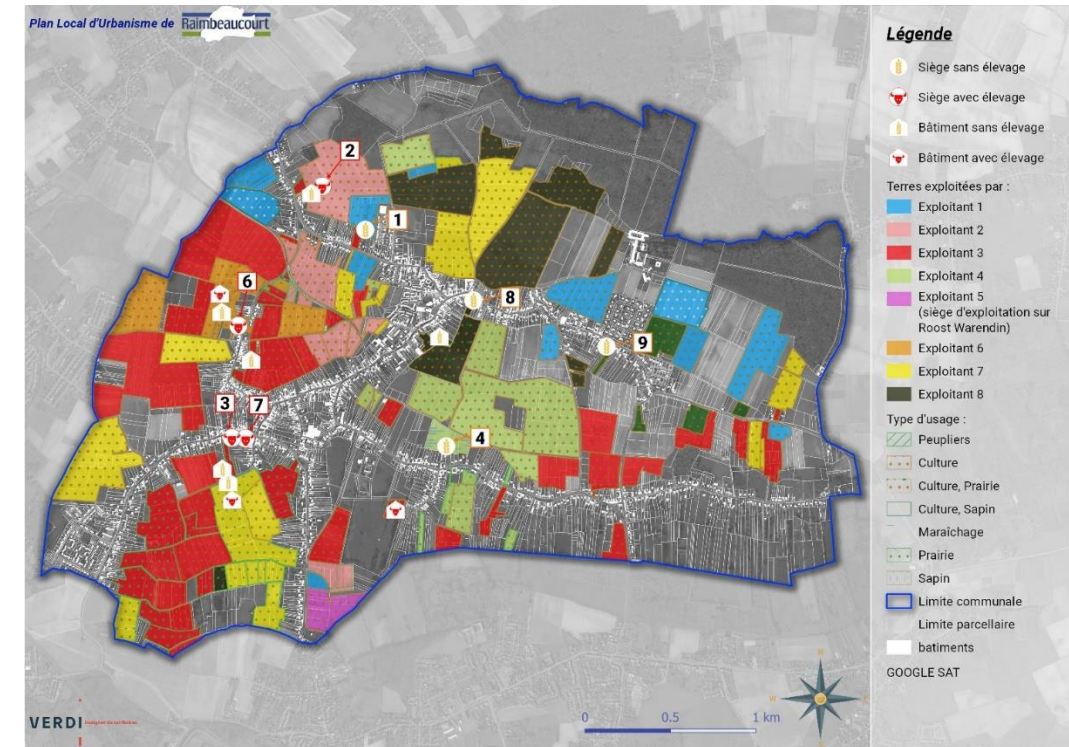 Plan Local d'Urbanisme de Raimbeaucourt
2
1
6
8
9
3
7
4
Légende
Siège sans élevage
Siège avec élevage
Bâtiment sans élevage
Bâtiment avec élevage
Terres exploitées par :
Exploitant 1
Exploitant 2
Exploitant 3
Exploitant 4
Exploitant 5
(siège d'exploitation sur
Roost Warendin)
Exploitant 6
Exploitant 7
Exploitant 8
Type d'usage :
Peupliers
Culture
Culture, Prairie
Culture, Sapin
Maraîchage
Prairie
Sapin
Limite communale
Limite parcellaire
batiments
GOOGLE SAT
VERDI
0 0.5 1 km